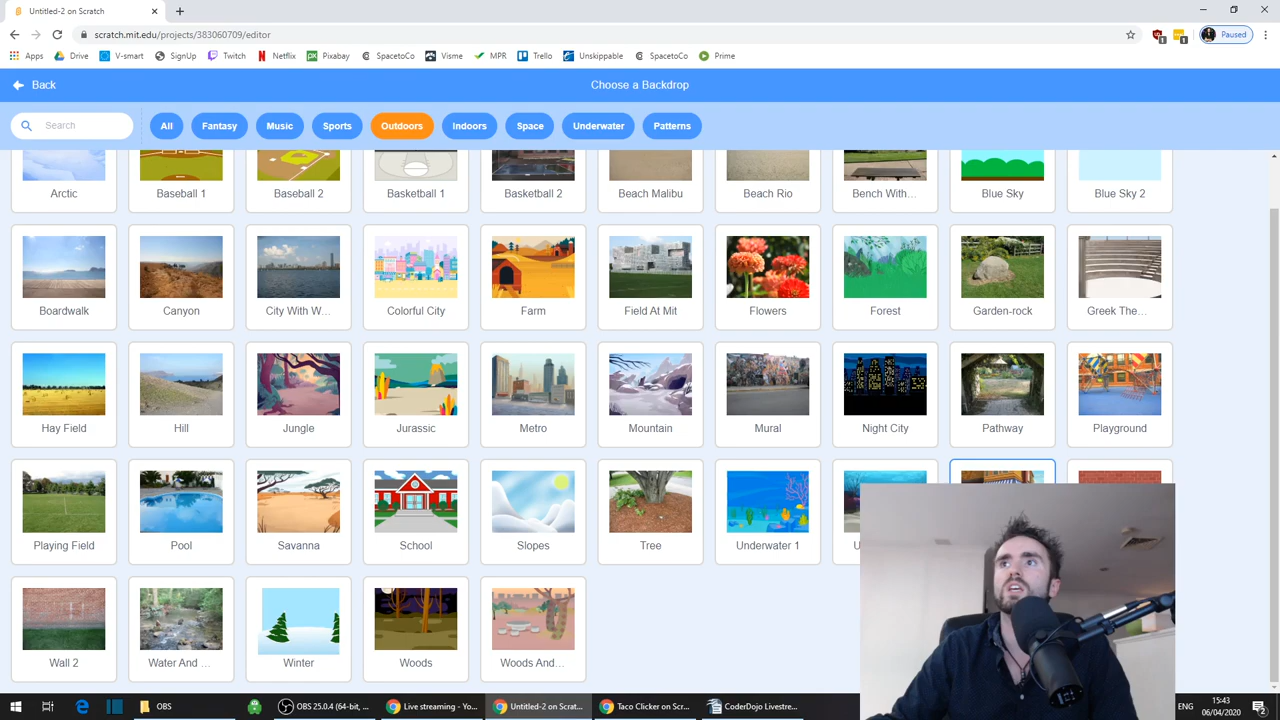 Untitled-2 on Scratch
scratch.mit.edu/projects/383060709/editor
Paused
Apps Drive V-smart SignUp Twitch Netflix Pixabay SpacetoCo Visme MPR Trello Unskippable SpacetoCo Prime
Back
Choose a Backdrop
Search
All Fantasy Music Sports Outdoors Indoors Space Underwater Patterns
Arctic Baseball 1 Baseball 2 Basketball 1 Basketball 2 Beach Malibu Beach Rio Bench With... Blue Sky Blue Sky 2
Boardwalk Canyon City With W... Colorful City Farm Field At Mit Flowers Forest Garden-rock Greek The...
Hay Field Hill Jungle Jurassic Metro Mountain Mural Night City Pathway Playground
Playing Field Pool Savanna School Slopes Tree Underwater 1 U
Wall 2 Water And ... Winter Woods Woods And...
OBS OBS 25.0.4 (64-bit, ... Live streaming - Yo... Untitled-2 on Scrat... Taco Clicker on Scr... CoderDojo Livestre...
ENG
15:43
06/04/2020
2